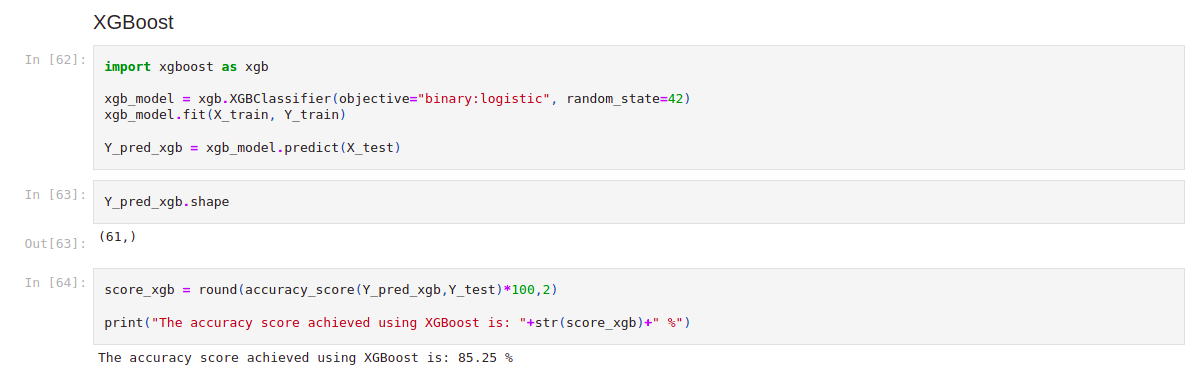 XGBoost
In [62]:
import xgboost as xgb
xgb_model = xgb.XGBClassifier(objective="binary:logistic", random_state=42)
xgb_model.fit(X_train, Y_train)
Y_pred_xgb = xgb_model.predict(X_test)
In [63]:
Y_pred_xgb.shape
Out[63]:
(61,)
In [64]:
score_xgb = round(accuracy_score(Y_pred_xgb,Y_test)*100,2)
print("The accuracy score achieved using XGBoost is: "+str(score_xgb)+" %")
The accuracy score achieved using XGBoost is: 85.25 %